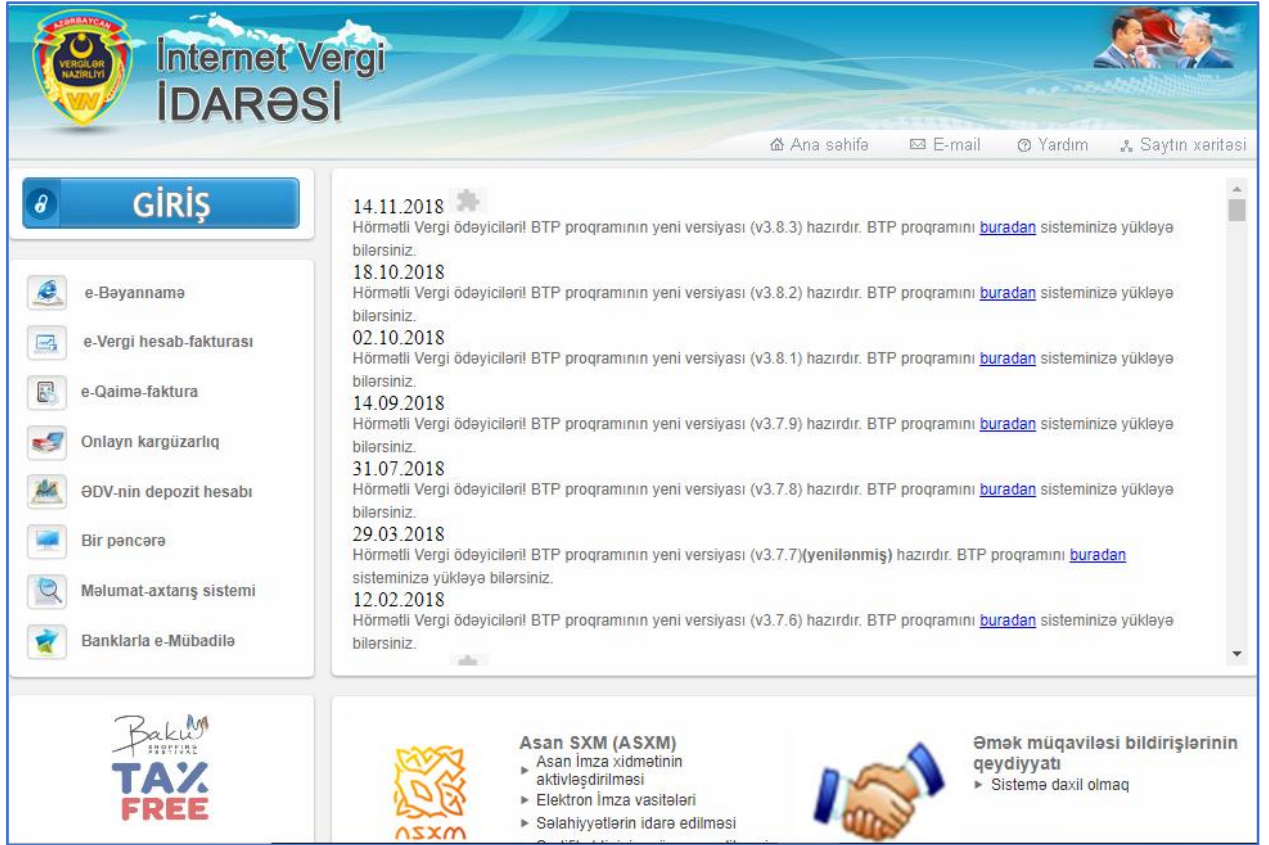 AZƏRBAYCAN
VERGİLƏR
NAZİRLİYİ
VN
İnternet Vergi
İDARƏSİ
Ana səhifə E-mail Yardım Saytın xəritəsi
GİRİŞ
e-Bəyannamə
e-Vergi hesab-fakturası
e-Qaimə-faktura
Onlayn kargüzarlıq
ƏDV-nin depozit hesabı
Bir pəncərə
Məlumat-axtarış sistemi
Banklarla e-Mübadilə
14.11.2018
Hörmətli Vergi ödəyiciləri! BTP proqramının yeni versiyası (v3.8.3) hazırdır. BTP proqramını buradan sisteminizə yükləyə
bilərsiniz.
18.10.2018
Hörmətli Vergi ödəyiciləri! BTP proqramının yeni versiyası (v3.8.2) hazırdır. BTP proqramını buradan sisteminizə yükləyə
bilərsiniz.
02.10.2018
Hörmətli Vergi ödəyiciləri! BTP proqramının yeni versiyası (v3.8.1) hazırdır. BTP proqramını buradan sisteminizə yükləyə
bilərsiniz.
14.09.2018
Hörmətli Vergi ödəyiciləri! BTP proqramının yeni versiyası (v3.7.9) hazırdır. BTP proqramını buradan sisteminizə yükləyə
bilərsiniz.
31.07.2018
Hörmətli Vergi ödəyiciləri! BTP proqramının yeni versiyası (v3.7.8) hazırdır. BTP proqramını buradan sisteminizə yükləyə
bilərsiniz.
29.03.2018
Hörmətli Vergi ödəyiciləri! BTP proqramının yeni versiyası (v3.7.7)(yenilənmiş) hazırdır. BTP proqramını buradan
sisteminizə yükləyə bilərsiniz.
12.02.2018
Hörmətli Vergi ödəyiciləri! BTP proqramının yeni versiyası (v3.7.6) hazırdır. BTP proqramını buradan sisteminizə yükləyə
bilərsiniz.
Baku
SHOPPING
FESTIVAL
TAX
FREE
ASXM
Asan SXM (ASXM)
Asan İmza xidmətinin
aktivləşdirilməsi
Elektron İmza vasitələri
Səlahiyyətlərin idarə edilməsi
Əmək müqaviləsi bildirişlərinin
qeydiyyatı
Sistemə daxil olmaq